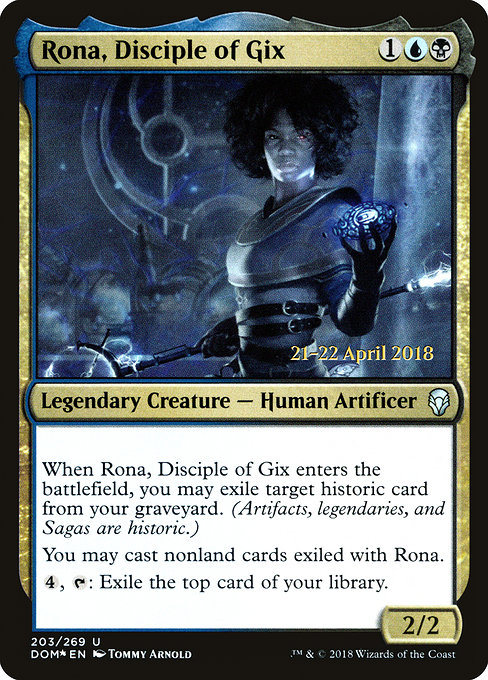 Rona, Disciple of Gix 1
21–22 April 2018
Legendary Creature — Human Artificer
When Rona, Disciple of Gix enters the
battlefield, you may exile target historic card
from your graveyard. (Artifacts, legendaries, and
Sagas are historic.)
You may cast nonland cards exiled with Rona.
4, : Exile the top card of your library.
2/2
203/269 U
DOM★EN Tommy Arnold ™ & © 2018 Wizards of the Coast